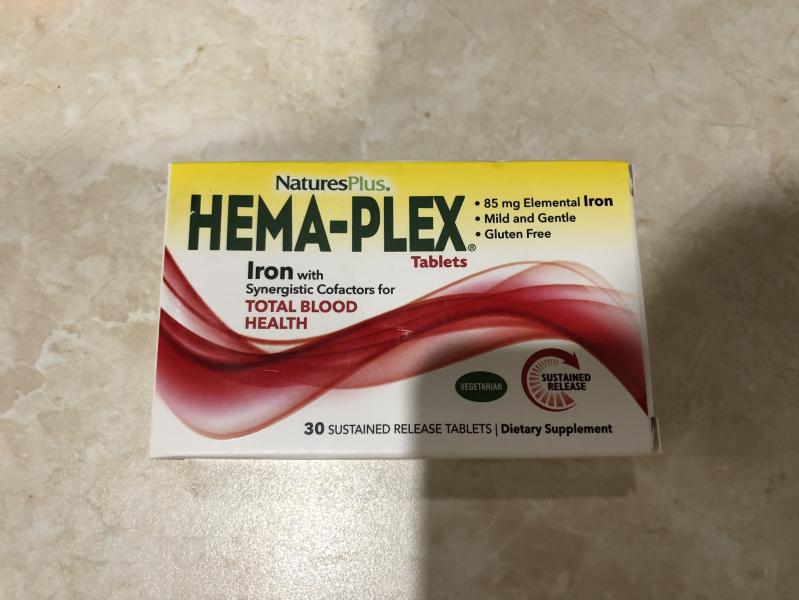 NaturesPlus.
HEMA-PLEX®
Tablets
• 85 mg Elemental Iron
• Mild and Gentle
• Gluten Free
Iron with
Synergistic Cofactors for
TOTAL BLOOD
HEALTH
VEGETARIAN
SUSTAINED
RELEASE
30 SUSTAINED RELEASE TABLETS | Dietary Supplement